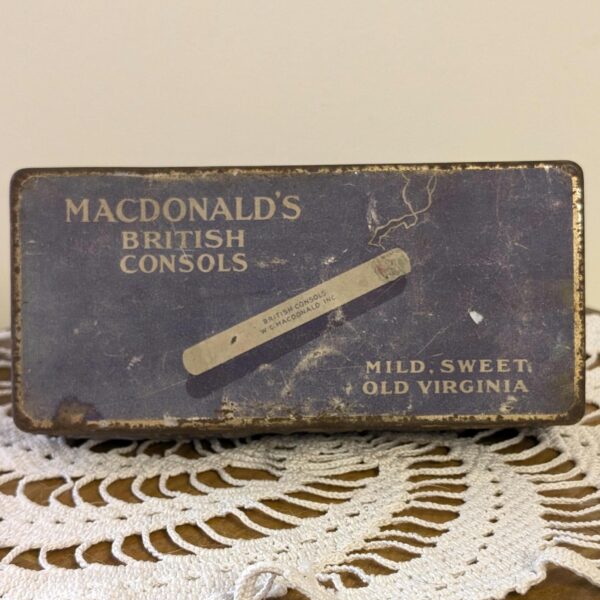 MACDONALD'S
BRITISH
CONSOLS
BRITISH CONSOLS
W.C. MACDONALD INC.
MILD, SWEET,
OLD VIRGINIA